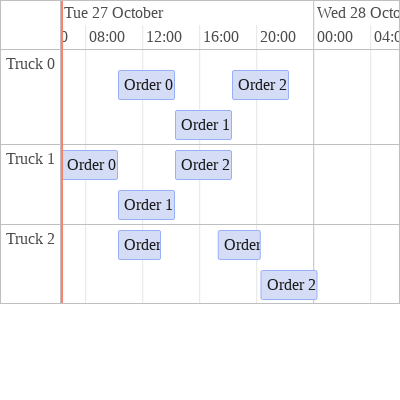 Tue 27 October Wed 28 Octo
0 08:00 12:00 16:00 20:00 00:00 04:0
Truck 0
Order 0 Order 2
Order 1
Truck 1
Order 0 Order 2
Order 1
Truck 2
Order Order
Order 2